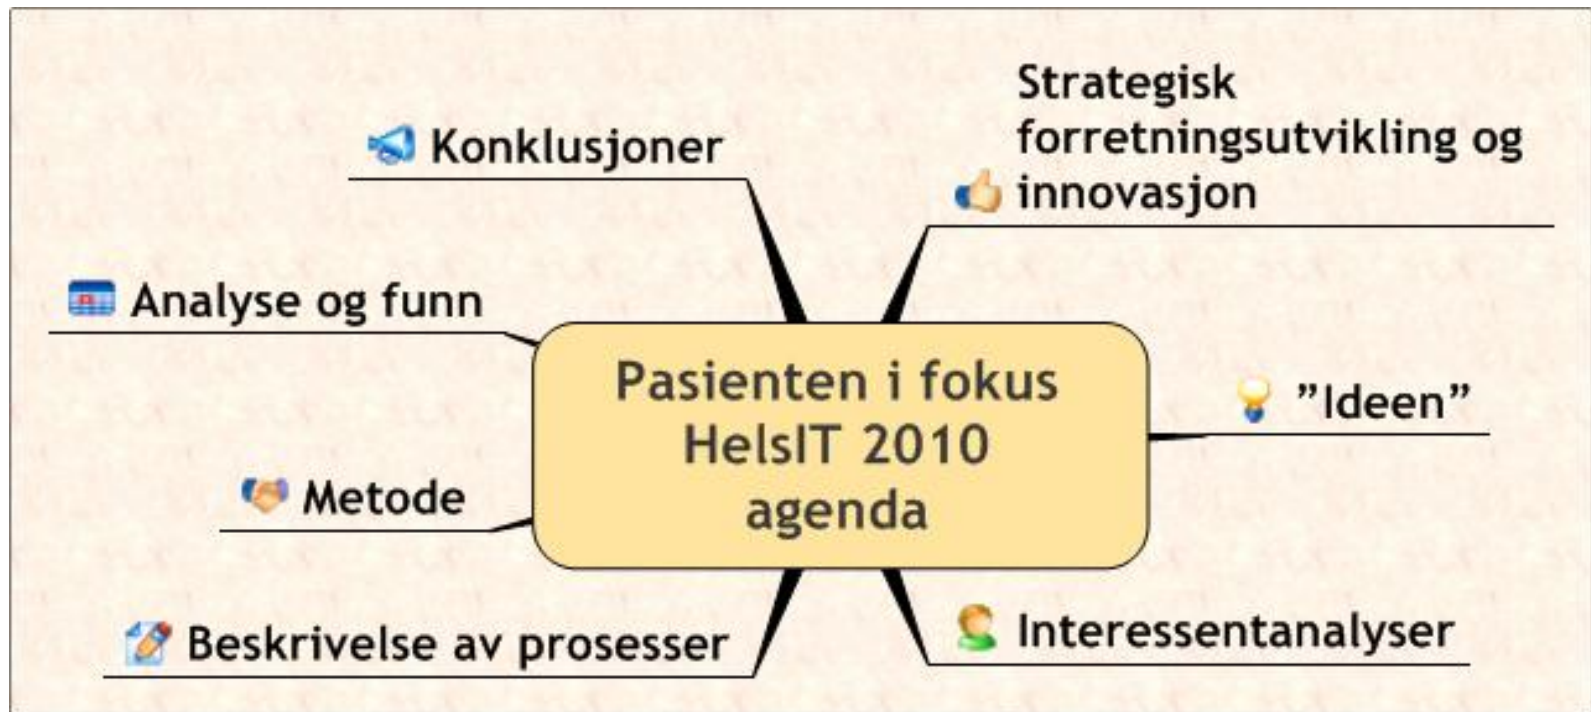 Pasienten i fokus
HelsIT 2010
agenda
Strategisk
forretningsutvikling og
innovasjon
”Ideen”
Interessentanalyser
Beskrivelse av prosesser
Metode
Analyse og funn
Konklusjoner